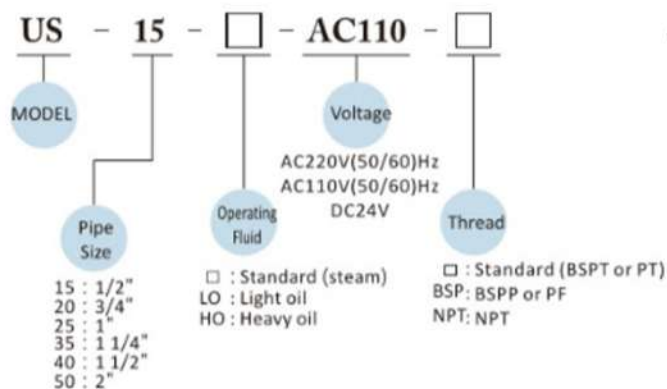 US - 15 - □ - AC110 - □
MODEL
Voltage
AC220V(50/60)Hz
AC110V(50/60)Hz
DC24V
Pipe
Size
15 : 1/2"
20 : 3/4"
25 : 1"
35 : 1 1/4"
40 : 1 1/2"
50 : 2"
Operating
Fluid
□ : Standard (steam)
LO : Light oil
HO : Heavy oil
Thread
□ : Standard (BSPT or PT)
BSP: BSPP or PF
NPT: NPT